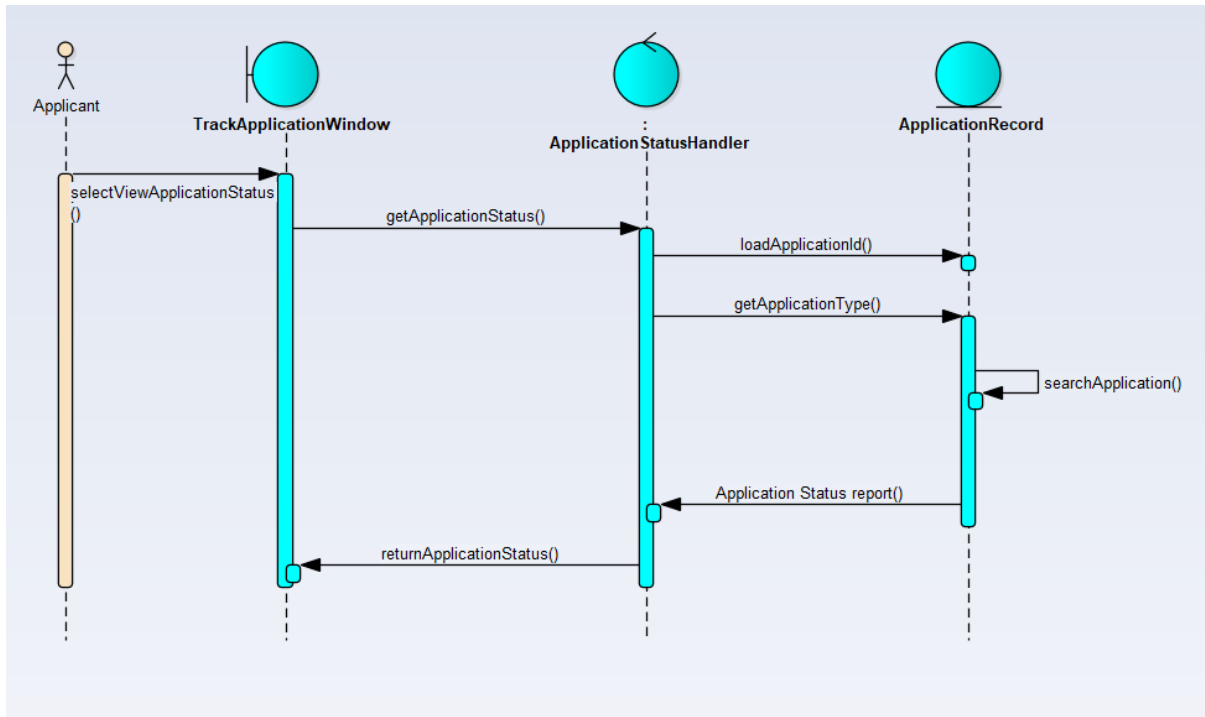 Applicant
TrackApplicationWindow
:
ApplicationStatusHandler
ApplicationRecord
selectViewApplicationStatus
()
getApplicationStatus()
loadApplicationId()
getApplicationType()
searchApplication()
Application Status report()
returnApplicationStatus()